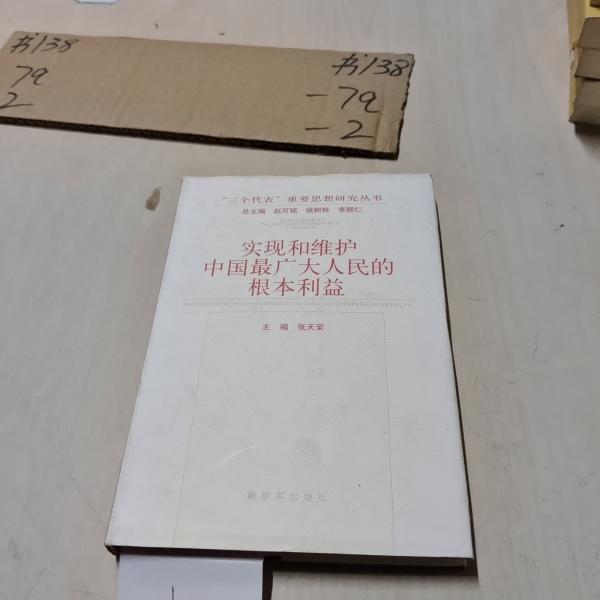 书138
7a
2
书138
-7a
-2
"三个代表"重要思想研究丛书
总主编 赵可铭 侯树栋 李殿仁
实现和维护
中国最广大人民的
根本利益
主 编 张天荣
解放军出版社